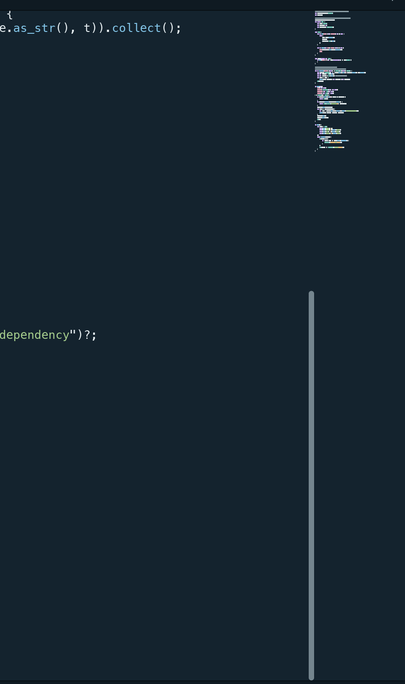 {
e.as_str(), t)).collect();
dependency")?;